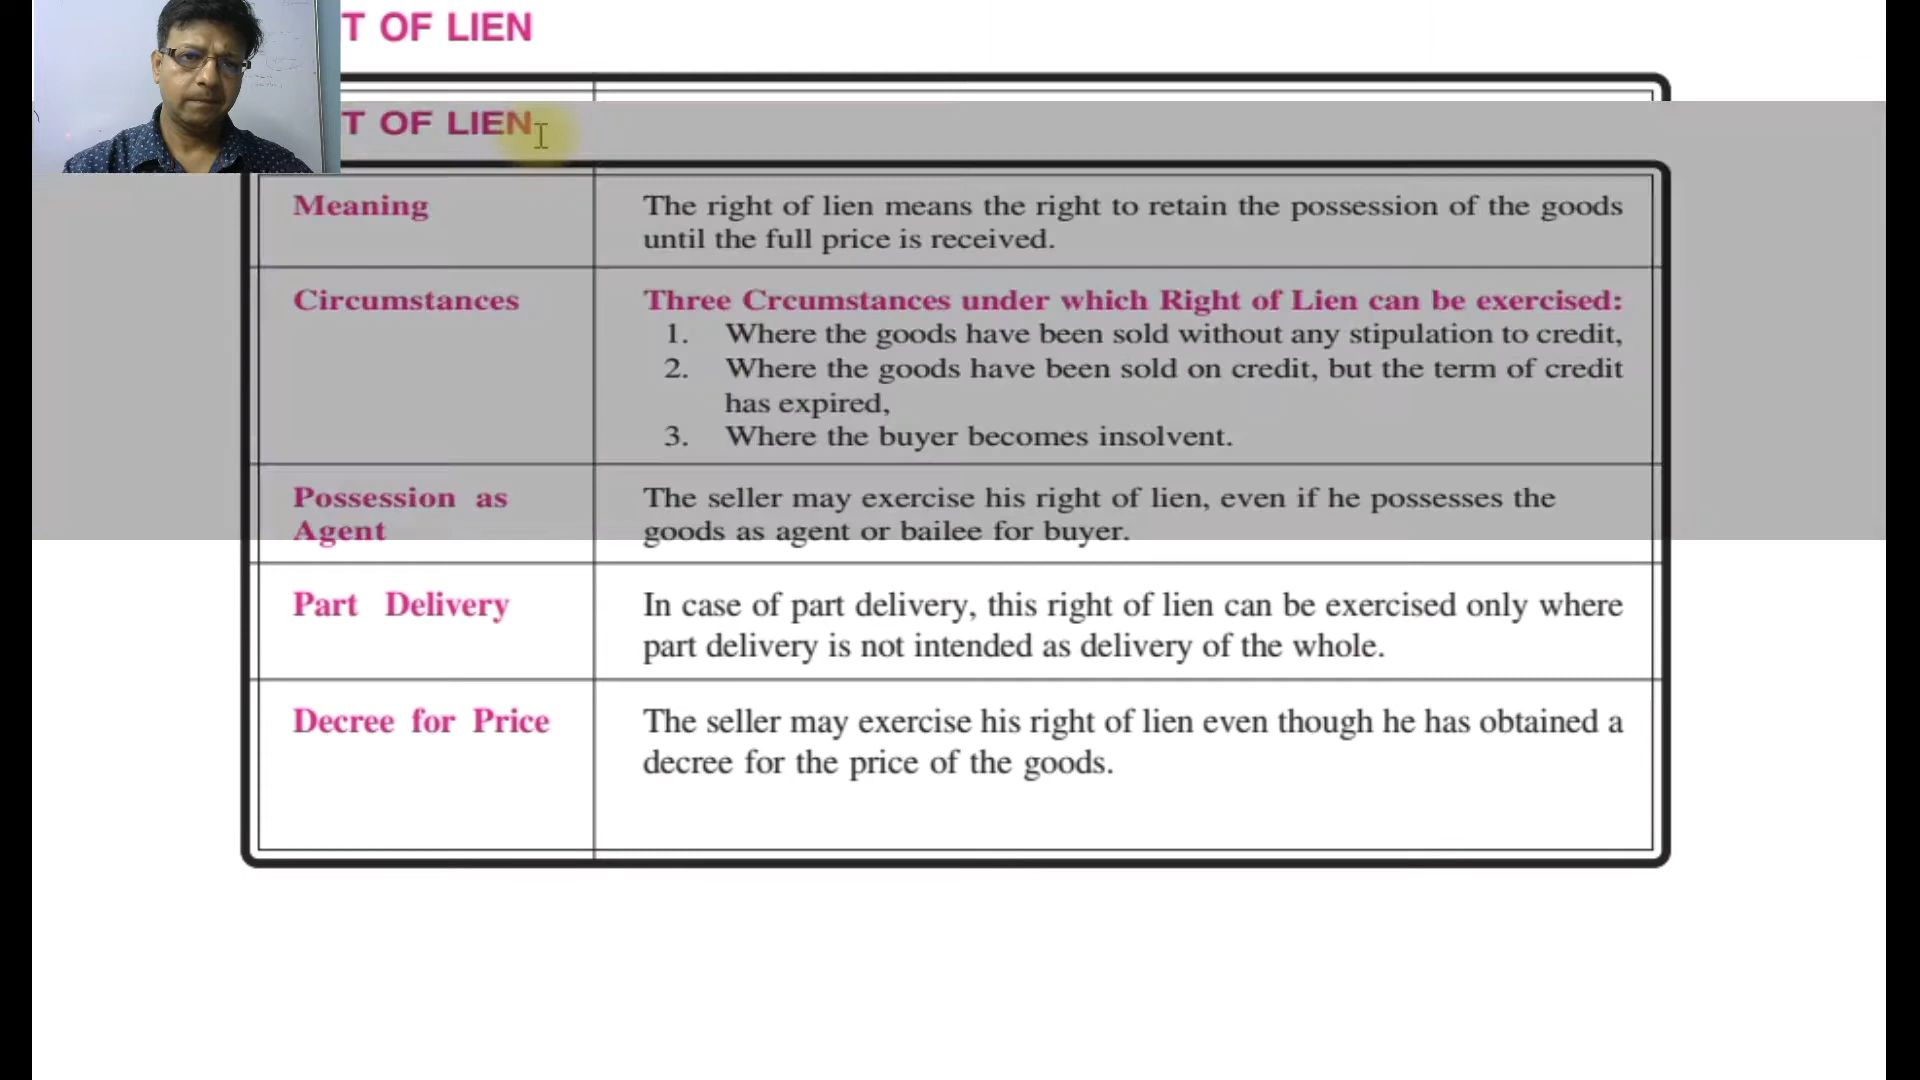 T OF LIEN
T OF LIEN
Meaning
The right of lien means the right to retain the possession of the goods
until the full price is received.
Circumstances
Three Crcumstances under which Right of Lien can be exercised:
1. Where the goods have been sold without any stipulation to credit,
2. Where the goods have been sold on credit, but the term of credit
has expired,
3. Where the buyer becomes insolvent.
Possession as
Agent
The seller may exercise his right of lien, even if he possesses the
goods as agent or bailee for buyer.
Part Delivery
In case of part delivery, this right of lien can be exercised only where
part delivery is not intended as delivery of the whole.
Decree for Price
The seller may exercise his right of lien even though he has obtained a
decree for the price of the goods.